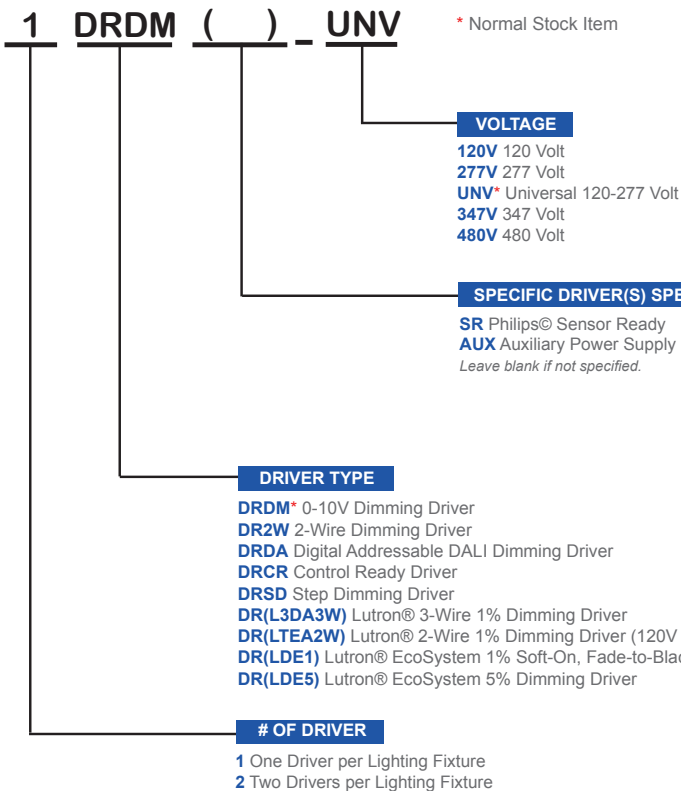 1 DRDM ( ) - UNV
* Normal Stock Item
VOLTAGE
120V 120 Volt
277V 277 Volt
UNV* Universal 120-277 Volt
347V 347 Volt
480V 480 Volt
SPECIFIC DRIVER(S)
SR Philips© Sensor Ready
AUX Auxiliary Power Supply
Leave blank if not specified.
DRIVER TYPE
DRDM* 0-10V Dimming Driver
DR2W 2-Wire Dimming Driver
DRDA Digital Addressable DALI Dimming Driver
DRCR Control Ready Driver
DRSD Step Dimming Driver
DR(L3DA3W) Lutron® 3-Wire 1% Dimming Driver
DR(LTEA2W) Lutron® 2-Wire 1% Dimming Driver (120V
DR(LDE1) Lutron® EcoSystem 1% Soft-On,
DR(LDE5) Lutron® EcoSystem 5% Dimming Driver
# OF DRIVER
1 One Driver per Lighting Fixture
2 Two Drivers per Lighting Fixture